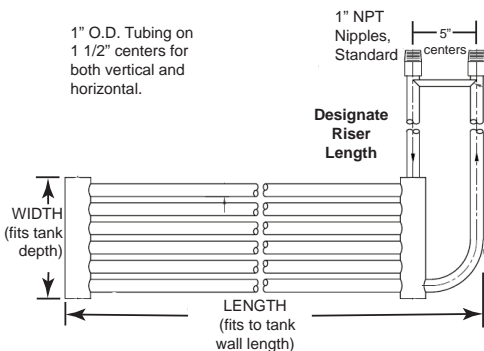 1" O.D. Tubing on
1 1/2" centers for
both vertical and
horizontal.
1" NPT
Nipples,
Standard
5"
centers
Designate
Riser
Length
WIDTH
(fits tank
depth)
LENGTH
(fits to tank
wall length)